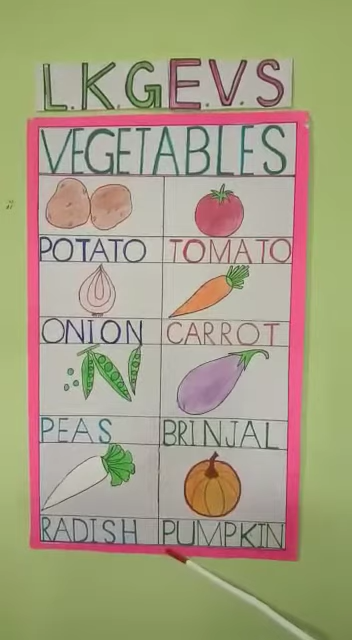 L.K.G E.V.S
VEGETABLES
POTATO TOMATO
ONION CARROT
PEAS BRINJAL
RADISH PUMPKIN